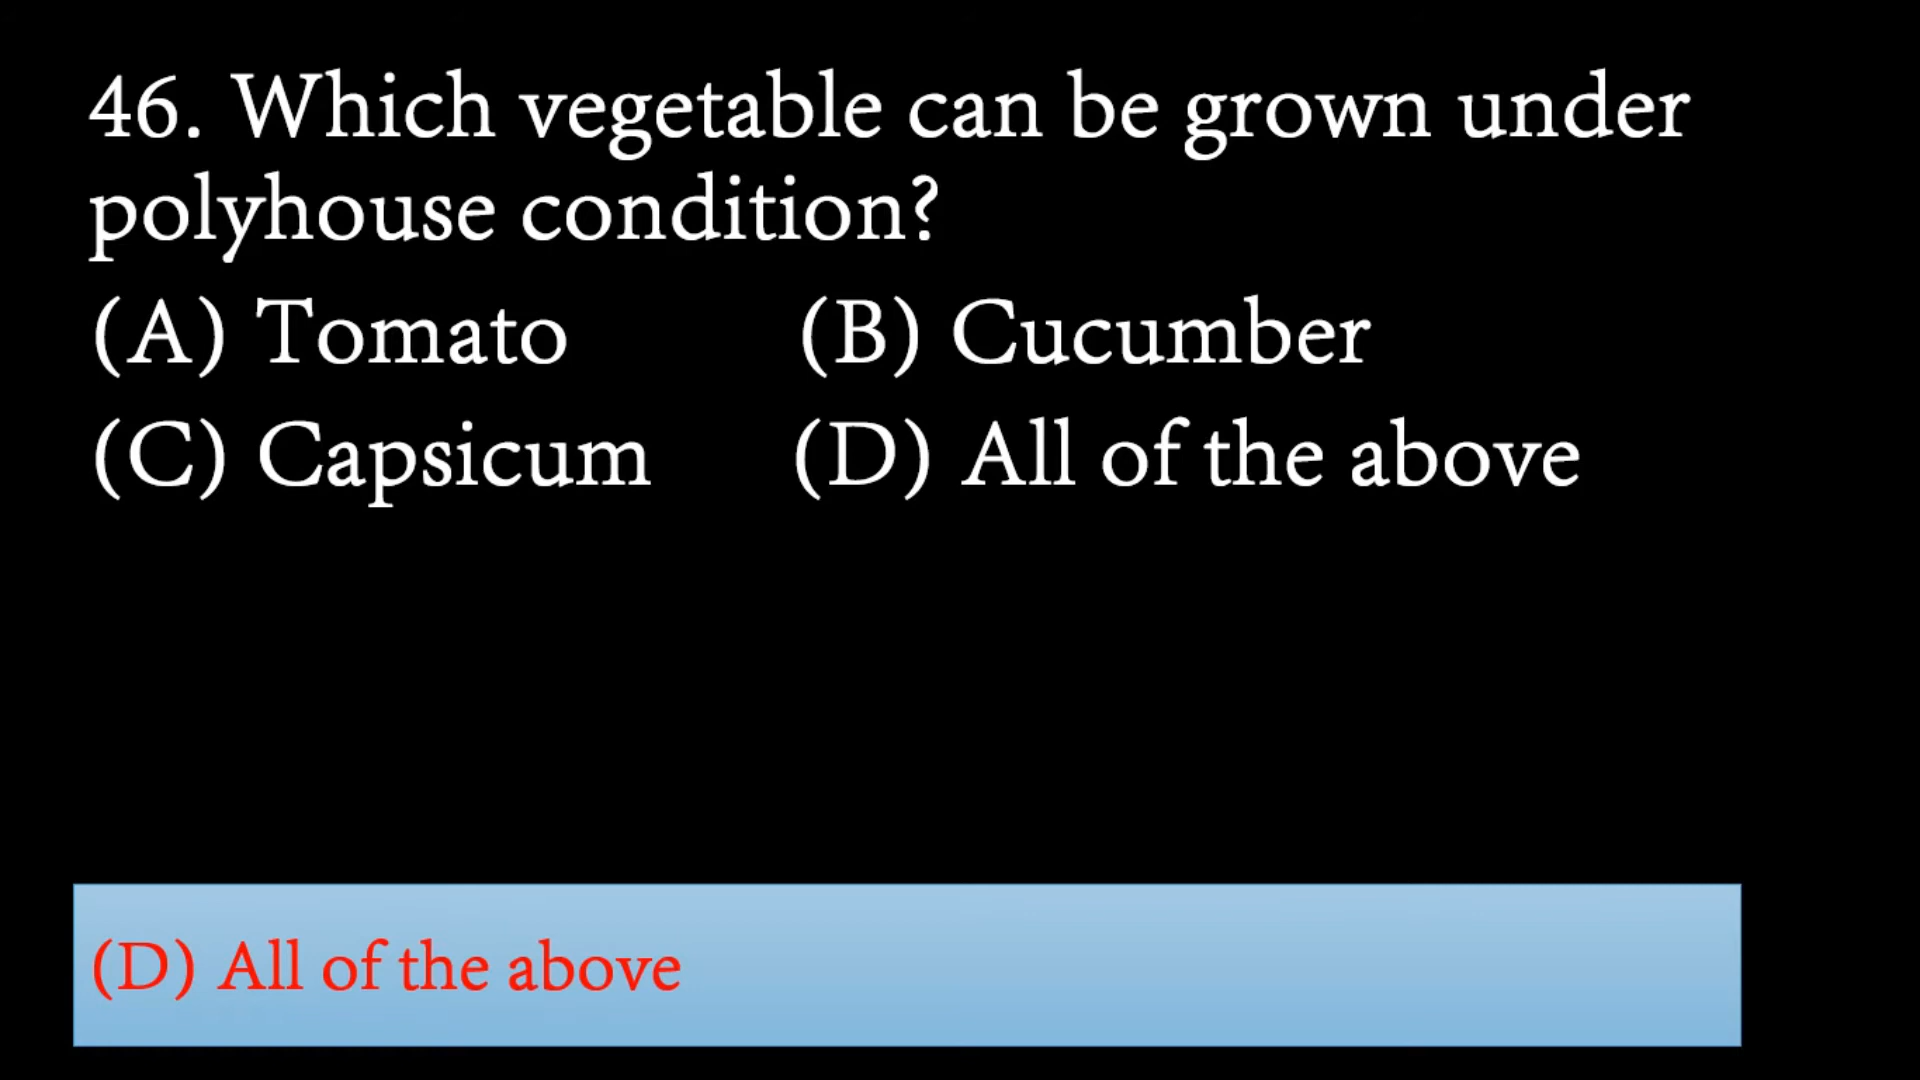 46. Which vegetable can be grown under
polyhouse condition?
(A) Tomato (B) Cucumber
(C) Capsicum (D) All of the above
(D) All of the above